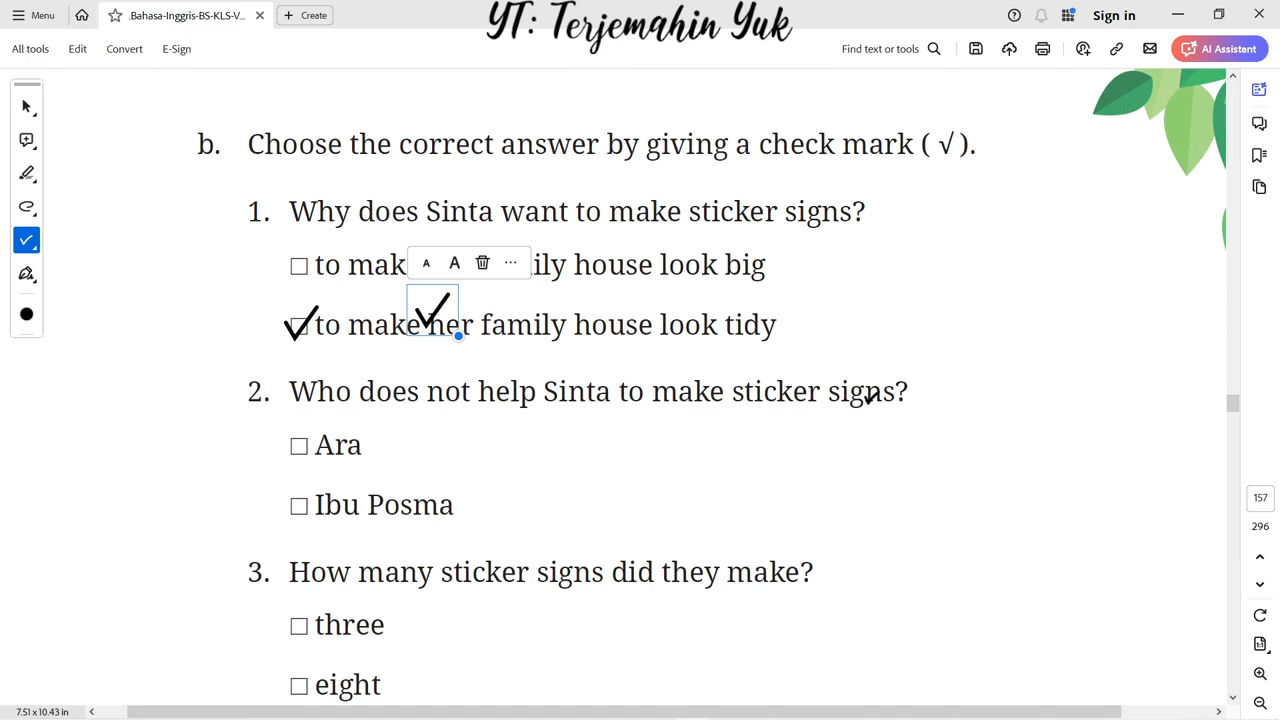 Menu
.Bahasa-Inggris-BS-KLS-V...
Create
YT: Terjemahin Yuk
Sign in
All tools
Edit
Convert
E-Sign
Find text or tools
AI Assistant
b. Choose the correct answer by giving a check mark ( √ ).
1. Why does Sinta want to make sticker signs?
to mak ily house look big
A A ...
to make her family house look tidy
2. Who does not help Sinta to make sticker signs?
Ara
Ibu Posma
3. How many sticker signs did they make?
three
eight
157
296
7.51 x 10.43 in